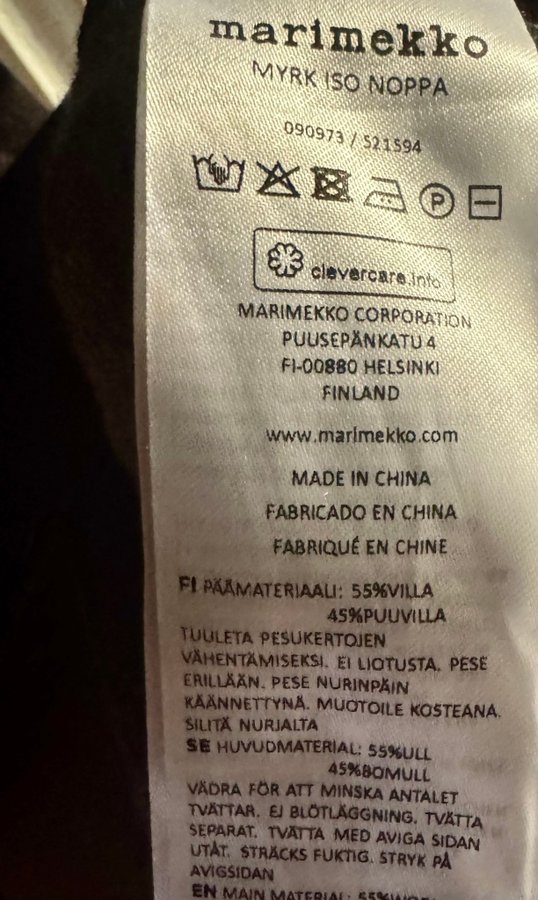 marimekko
MYRK ISO NOPPA
090973 / 521594
P
clevercare.info
MARIMEKKO CORPORATION
PUUSEPÄNKATU 4
FI-00880 HELSINKI
FINLAND
www.marimekko.com
MADE IN CHINA
FABRICADO EN CHINA
FABRIQUÉ EN CHINE
FI PÄÄMATERIAALI: 55%VILLA
45%PUUVILLA
TUULETA PESUKERTOJEN
VÄHENTÄMISEKSI. EI LIOTUSTA. PESE
ERILLÄÄN. PESE NURINPÄIN
KÄÄNNETTYNÄ. MUOTOILE KOSTEANA.
SILITÄ NURJALTA
SE HUVUDMATERIAL: 55%ULL
45%BOMULL
VÄDRA FÖR ATT MINSKA ANTALET
TVÄTTAR. EJ BLÖTLÄGGNING. TVÄTTA
SEPARAT. TVÄTTA MED AVIGA SIDAN
UTÅT. STRÄCKS FUKTIG. STRYK PÅ
AVIGSIDAN
EN MAIN MATERIAL: 55%